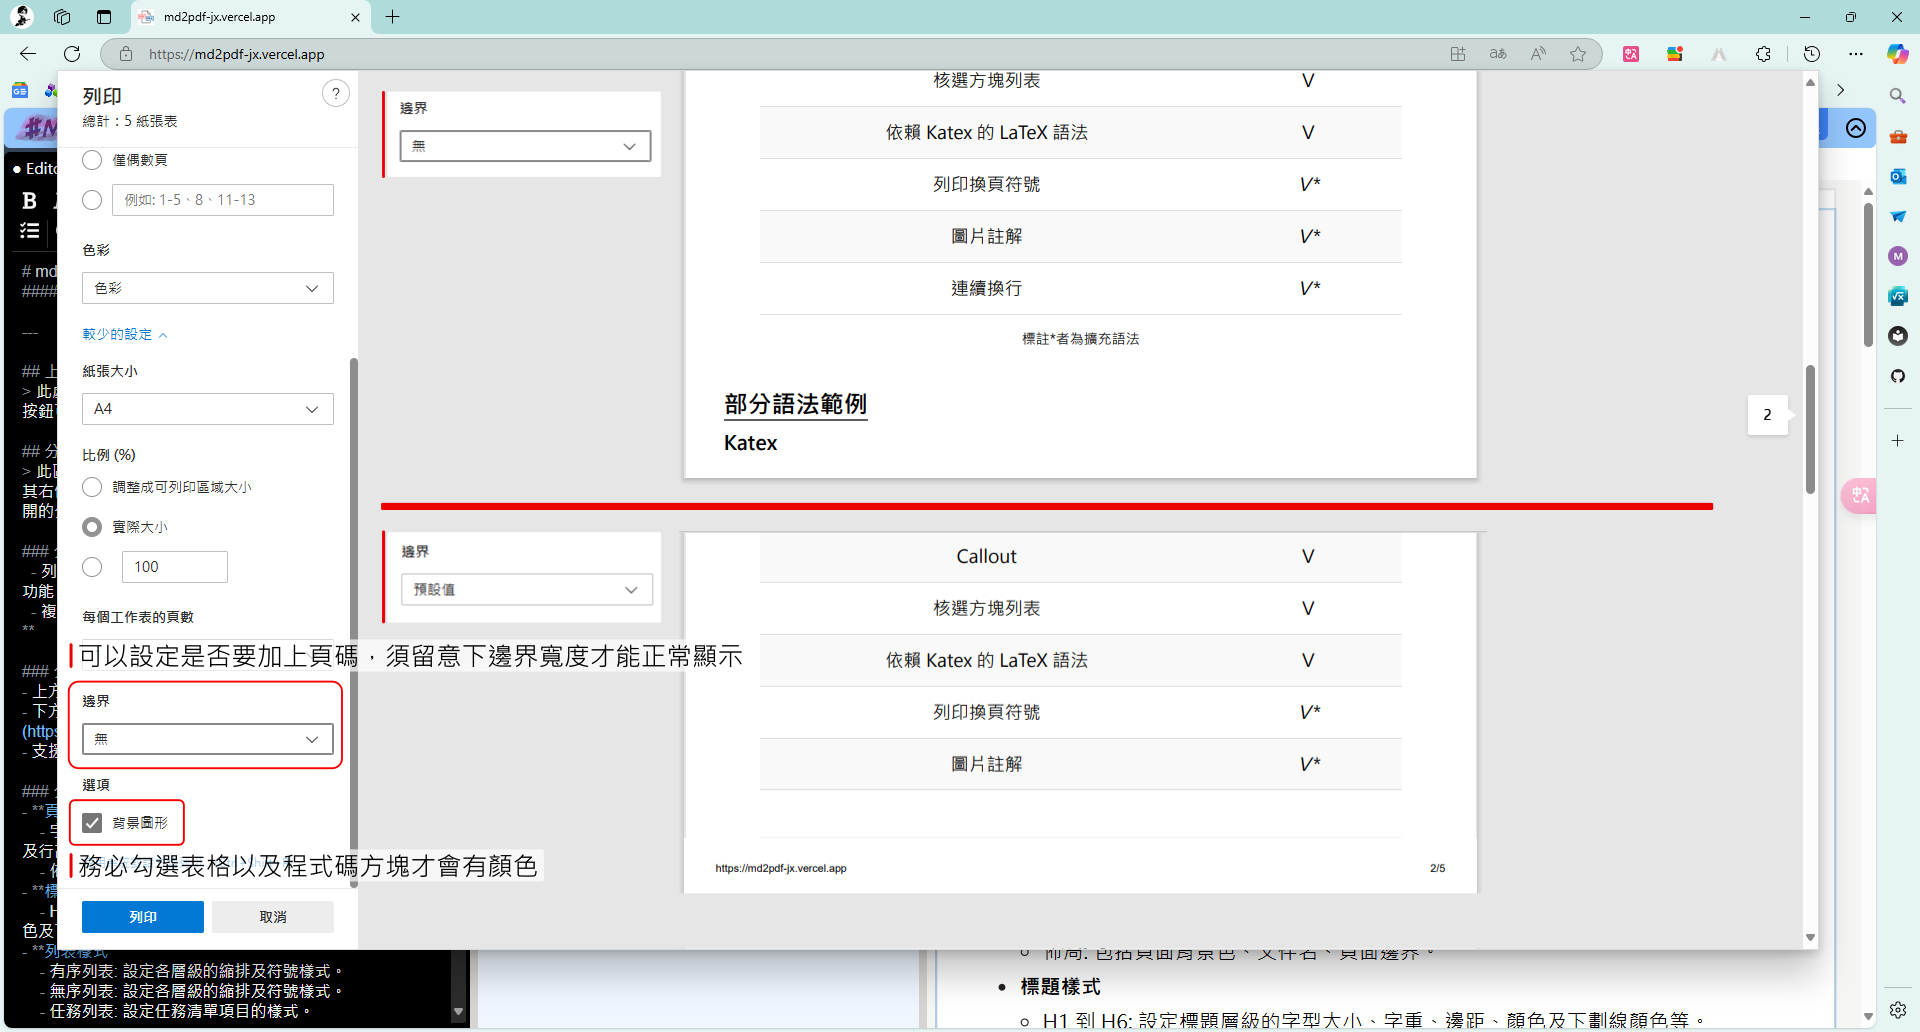 md2pdf-jx.vercel.app
https://md2pdf-jx.vercel.app
列印
總計：5 紙張表
僅偶數頁
例如: 1-5、8、11-13
色彩
色彩
較少的設定
紙張大小
A4
比例 (%)
調整成可列印區域大小
實際大小
100
每個工作表的頁數
可以設定是否要加上頁碼，須留意下邊界寬度才能正常顯示
邊界
無
選項
背景圖形
務必勾選表格以及程式碼方塊才會有顏色
列印
取消
邊界
無
核選方塊列表 V
依賴 Katex 的 LaTeX 語法 V
列印換頁符號 V*
圖片註解 V*
連續換行 V*
標註*者為擴充語法
部分語法範例
Katex
2
邊界
預設值
Callout V
核選方塊列表 V
依賴 Katex 的 LaTeX 語法 V
列印換頁符號 V*
圖片註解 V*
https://md2pdf-jx.vercel.app 2/5
#M
Edito
B
# md
####
---
## 上
> 此處
按鈕
## 分
> 此
其右
開的
###
- 列
功能
- 複
**
###
- 上方
- 下方
(https
- 支援
###
- **頁
及行
- **標
- H
色及
- **列表樣式
- 有序列表: 設定各層級的縮排及符號樣式。
- 無序列表: 設定各層級的縮排及符號樣式。
- 任務列表: 設定任務清單項目的樣式。
佈局: 包括頁面背景色、文件名、頁面邊界。
標題樣式
H1 到 H6: 設定標題層級的字型大小、字重、邊距、顏色及下劃線顏色等。